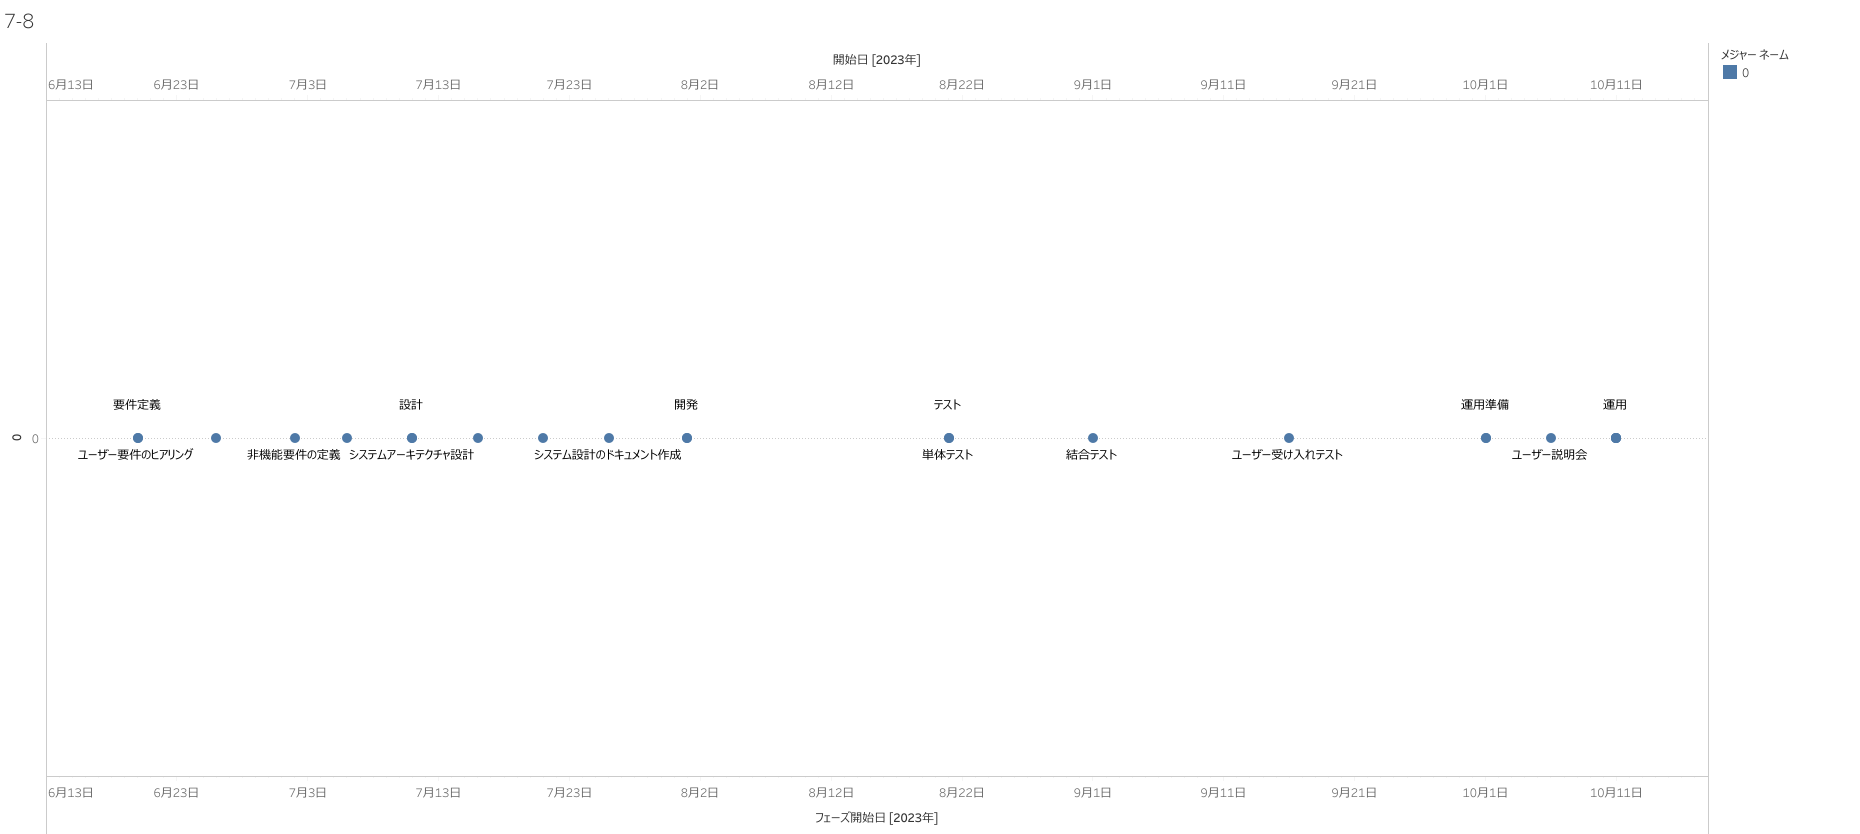 7-8
開始日 [2023年]
6月13日 6月23日 7月3日 7月13日 7月23日 8月2日 8月12日 8月22日 9月1日 9月11日 9月21日 10月1日 10月11日
メジャー ネーム
0
要件定義 設計 開発 テスト 運用準備 運用
0 0
ユーザー要件のヒアリング 非機能要件の定義 システムアーキテクチャ設計 システム設計のドキュメント作成 単体テスト 結合テスト ユーザー受け入れテスト ユーザー説明会
6月13日 6月23日 7月3日 7月13日 7月23日 8月2日 8月12日 8月22日 9月1日 9月11日 9月21日 10月1日 10月11日
フェーズ開始日 [2023年]